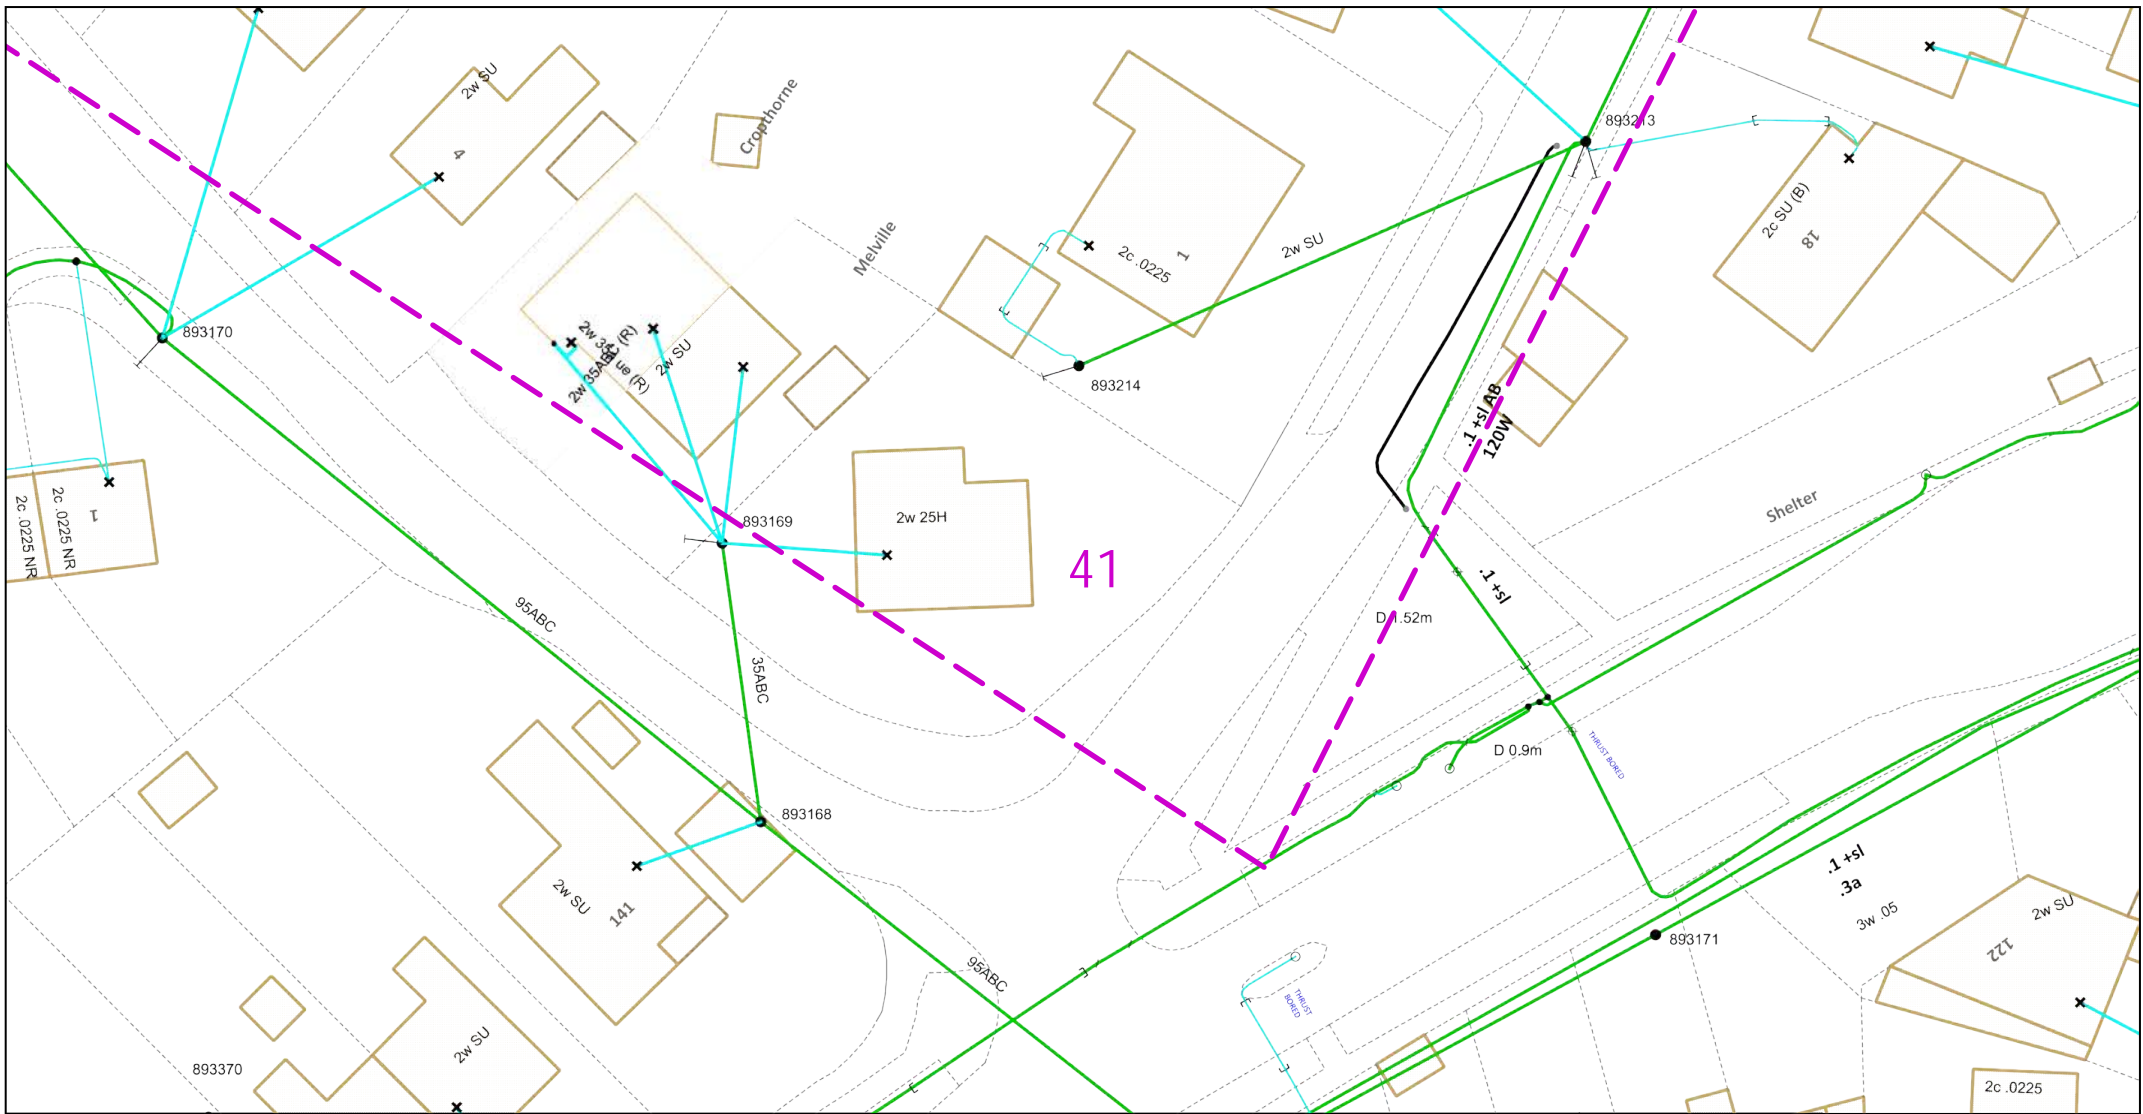 2w SU
4
Cropthorne
Melville
893213
2c SU (B)
18
2w SU
2c .0225
1
893170
2w SU
893214
.1 +sl AB
120W
Shelter
2c .0225 NR
2c .0225 NR
1
893169
2w 25H
41
.1 +sl
D 1.52m
95ABC
35ABC
D 0.9m
THRUST BORED
893168
2w SU
141
.1 +sl
.3a
3w .05
2w SU
122
893171
95ABC
THRUST
BORED
2w SU
893370
2c .0225